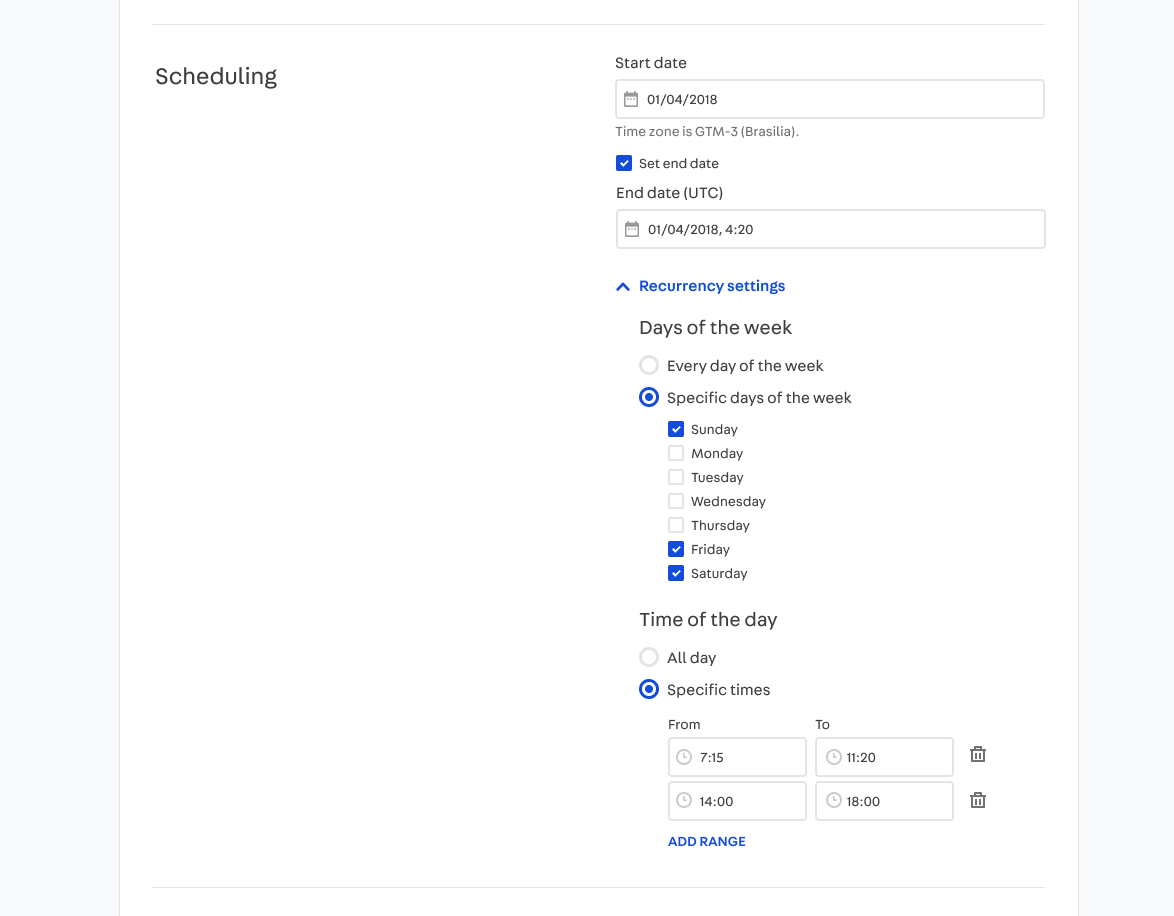 Scheduling
Start date
01/04/2018
Time zone is GTM-3 (Brasilia).
Set end date
End date (UTC)
01/04/2018, 4:20
Recurrency settings
Days of the week
Every day of the week
Specific days of the week
Sunday
Monday
Tuesday
Wednesday
Thursday
Friday
Saturday
Time of the day
All day
Specific times
From To
7:15 11:20
14:00 18:00
ADD RANGE